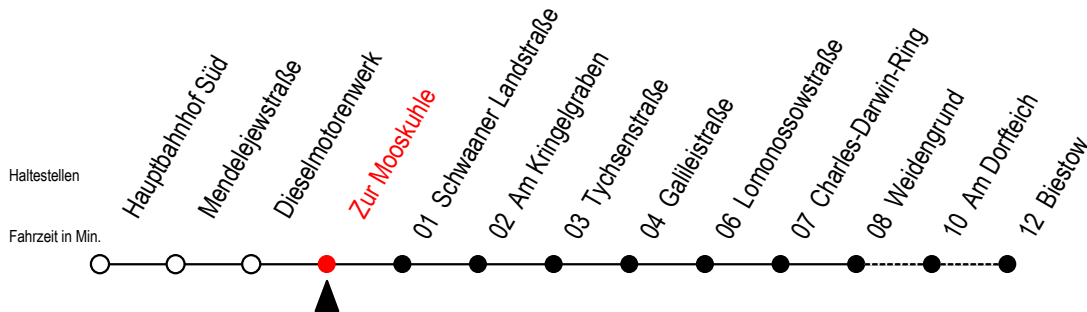 Haltestellen
Fahrzeit in Min.
Hauptbahnhof Süd
Mendelejewstraße
Dieselmotorenwerk
Zur Mooskuhle
01 Schwaaner Landstraße
02 Am Kringelgraben
03 Tychsenstraße
04 Galileistraße
06 Lomonossowstraße
07 Charles-Darwin-Ring
08 Weidengrund
10 Am Dorfteich
12 Biestow